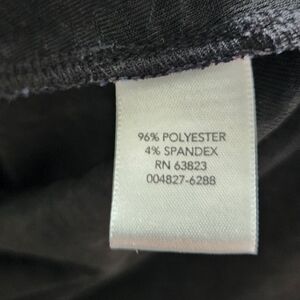 96% POLYESTER
4% SPANDEX
RN 63823
004827-6288